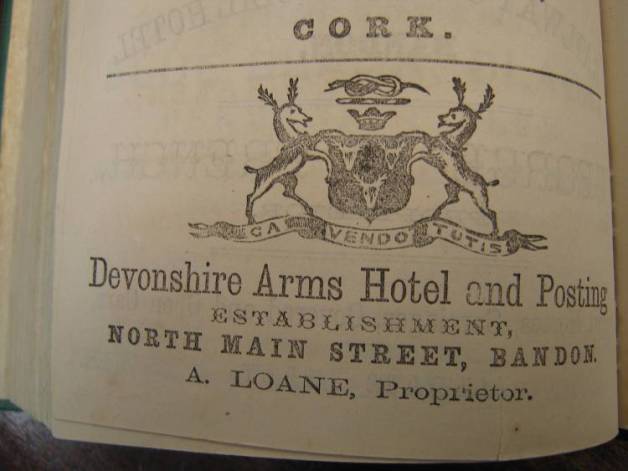 CORK.
CA VENDO TUTIS
Devonshire Arms Hotel and Posting
ESTABLISHMENT,
NORTH MAIN STREET, BANDON.
A. LOANE, Proprietor.